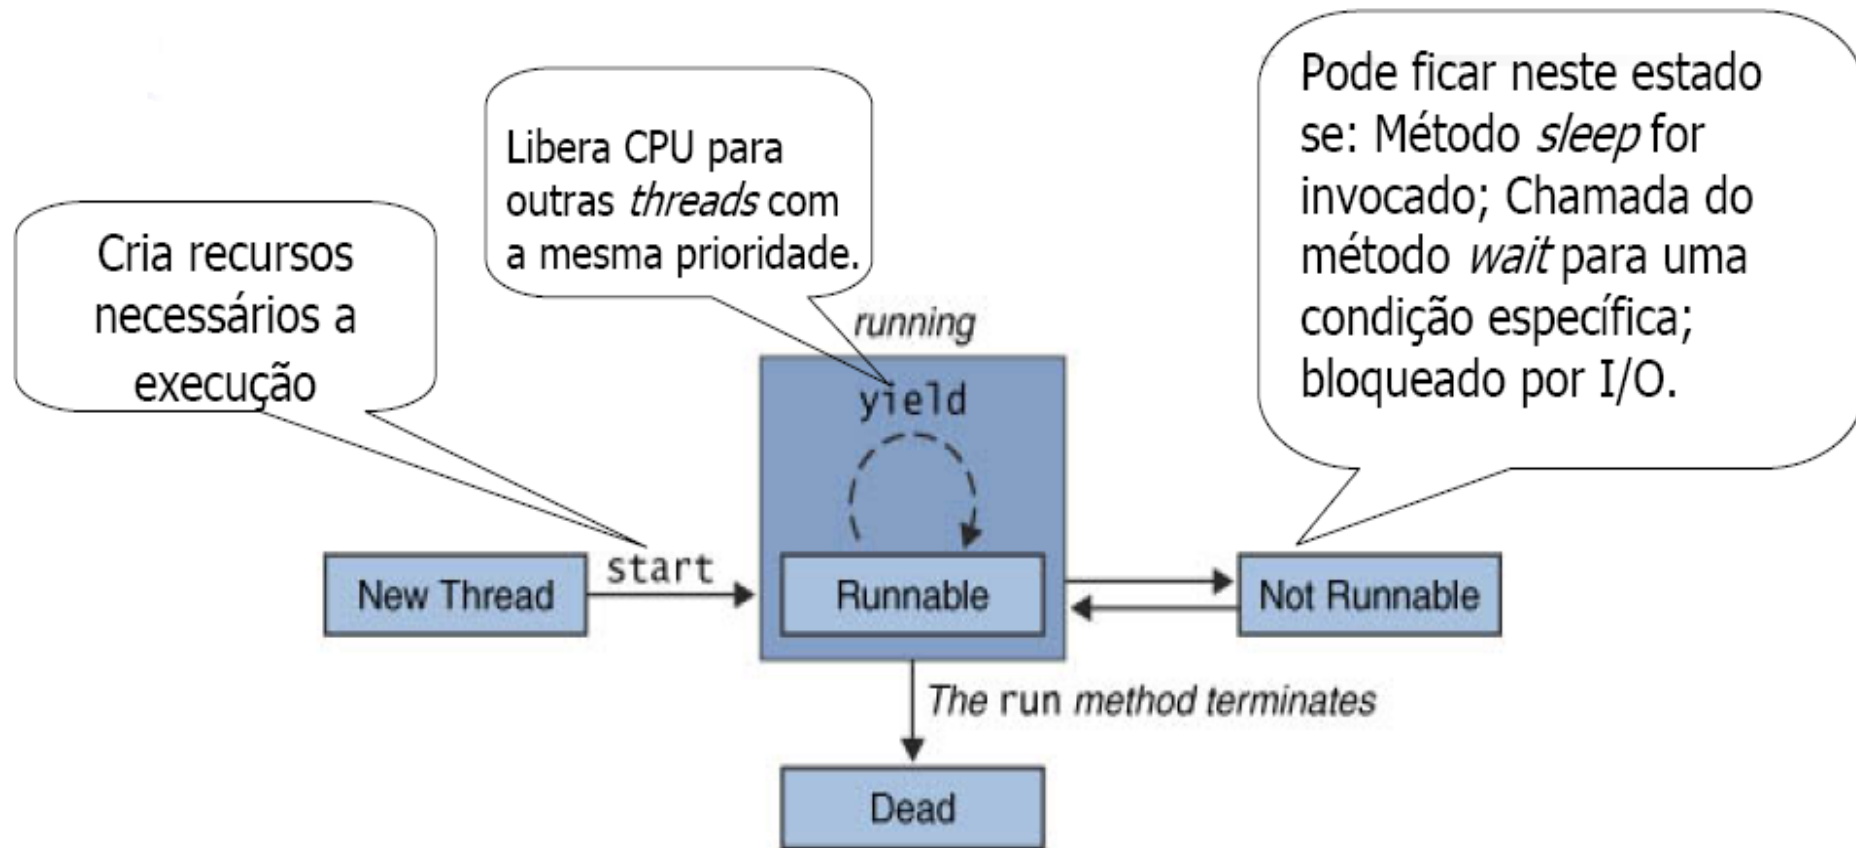 Cria recursos
necessários a
execução
Libera CPU para
outras threads com
a mesma prioridade.
Pode ficar neste estado
se: Método sleep for
invocado; Chamada do
método wait para uma
condição específica;
bloqueado por I/O.
running
yield
New Thread
start
Runnable
Not Runnable
The run method terminates
Dead